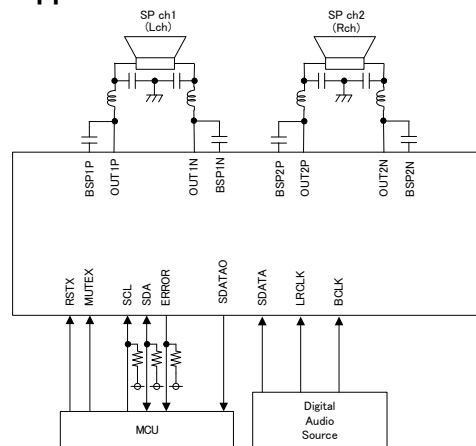 SP ch1
(Lch)
SP ch2
(Rch)
BSP1P
OUT1P
OUT1N
BSP1N
BSP2P
OUT2P
OUT2N
BSP2N
RSTX
MUTEX
SCL
SDA
ERROR
SDATAO
SDATA
LRCLK
BCLK
MCU
Digital
Audio
Source